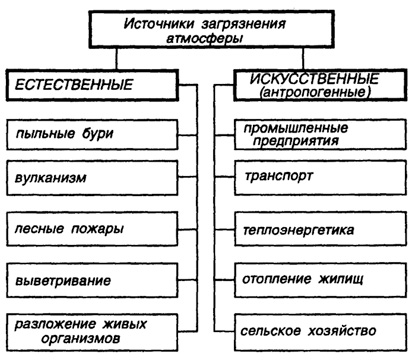 Источники загрязнения
атмосферы
ЕСТЕСТВЕННЫЕ
пыльные бури
вулканизм
лесные пожары
выветривание
разложение живых
организмов
ИСКУССТВЕННЫЕ
(антропогенные)
промышленные
предприятия
транспорт
теплоэнергетика
отопление жилищ
сельское хозяйство